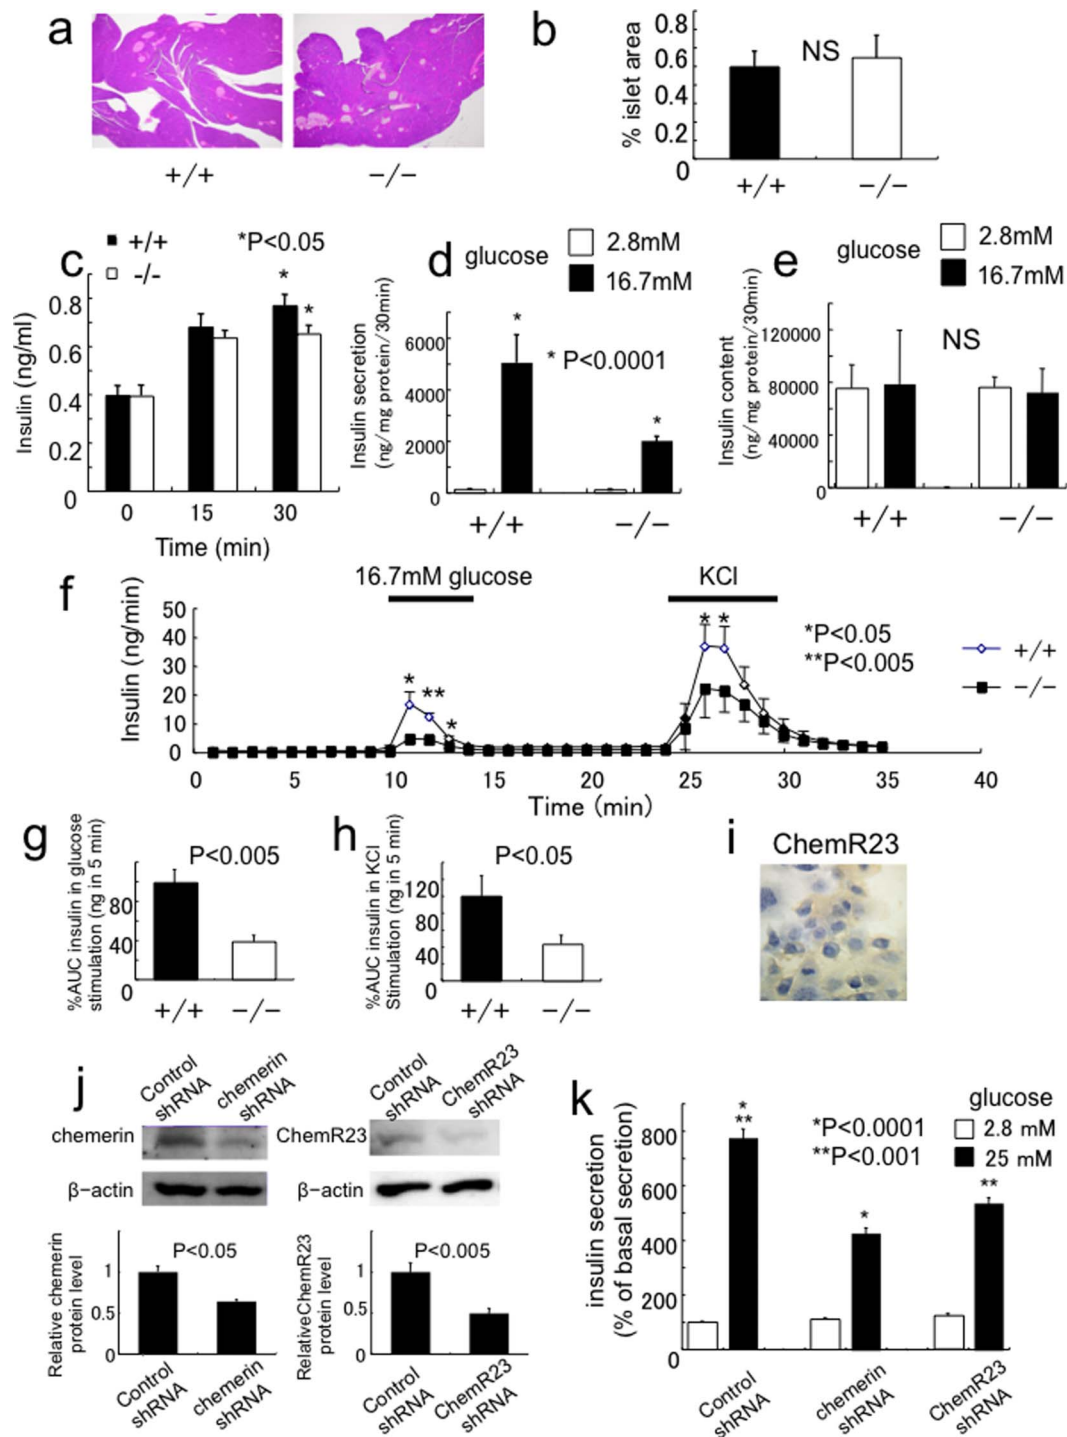 a
+/+
−/−
b
% islet area
0.8
0.6
0.4
0.2
0
NS
+/+
−/−
c
+/+
-/-
*P<0.05
Insulin (ng/ml)
0.8
0.6
0.4
0.2
0
*
*
0
15
30
Time (min)
d
glucose
2.8mM
16.7mM
Insulin secretion
(ng/mg protein/30min)
6000
4000
2000
0
*
* P<0.0001
*
+/+
−/−
e
glucose
2.8mM
16.7mM
Insulin content
(ng/mg protein/30min)
120000
80000
40000
0
NS
+/+
−/−
f
16.7mM glucose
KCl
Insulin (ng/min)
50
40
30
20
10
0
*
**
*
* *
*P<0.05
**P<0.005
+/+
−/−
0
5
10
15
20
25
30
35
40
Time (min)
g
%AUC insulin in glucose
stimulation (ng in 5 min)
80
40
0
P<0.005
+/+
−/−
h
%AUC insulin in KCl
Stimulation (ng in 5 min)
120
80
40
0
P<0.05
+/+
−/−
i
ChemR23
j
Control
shRNA
chemerin
shRNA
chemerin
β−actin
Control
shRNA
ChemR23
shRNA
ChemR23
β−actin
Relative chemerin
protein level
1
0.5
0
P<0.05
Control
shRNA
chemerin
shRNA
RelativeChemR23
protein level
1
0.5
0
P<0.005
Control
shRNA
ChemR23
shRNA
k
insulin secretion
(% of basal secretion)
800
600
400
200
0
*
**
*P<0.0001
**P<0.001
glucose
2.8 mM
25 mM
*
**
Control
shRNA
chemerin
shRNA
ChemR23
shRNA